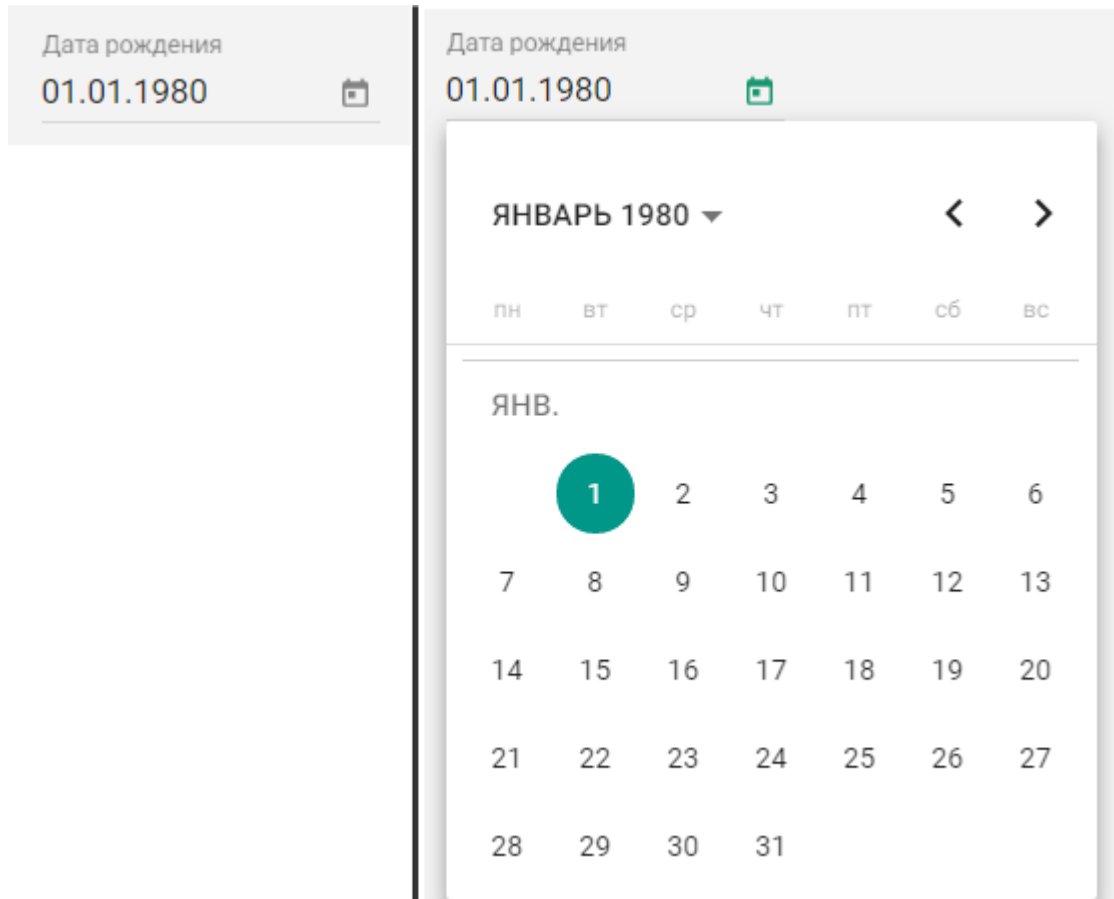 Дата рождения
01.01.1980
Дата рождения
01.01.1980
ЯНВАРЬ 1980
пн вт ср чт пт сб вс
ЯНВ.
1 2 3 4 5 6
7 8 9 10 11 12 13
14 15 16 17 18 19 20
21 22 23 24 25 26 27
28 29 30 31